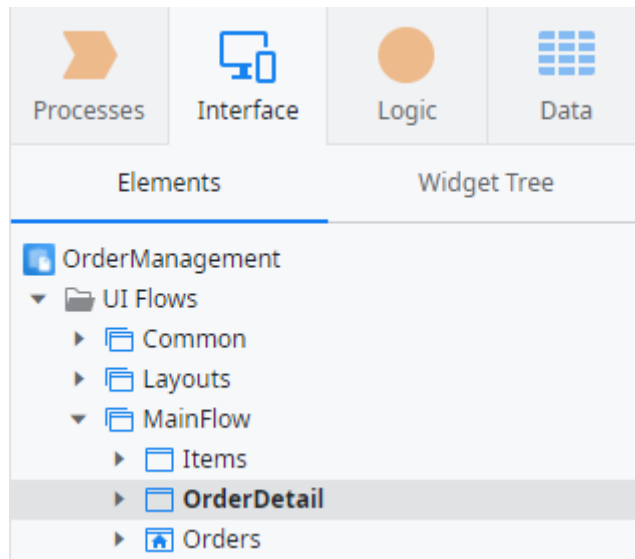 Processes Interface Logic Data
Elements Widget Tree
OrderManagement
UI Flows
Common
Layouts
MainFlow
Items
OrderDetail
Orders